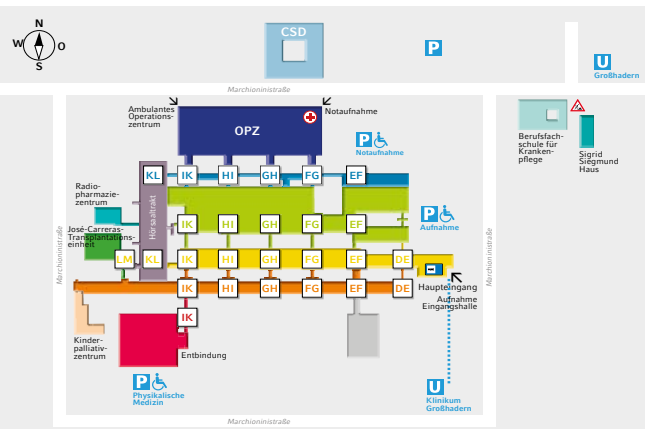 N
W O
S
CSD
P
U
Großhadern
Marchioninistraße
Ambulantes
Operations-
zentrum
Notaufnahme
OPZ
P
Notaufnahme
Berufsfach-
schule für
Kranken-
pflege
Sigrid
Siegmund
Haus
KL IK HI GH FG EF
Radio-
pharmazie-
zentrum
Hörsaaltrakt
P
Aufnahme
José-Carreras-
Transplantations-
einheit
IK HI GH FG EF
Marchioninistraße
Marchioninistraße
LM KL IK HI GH FG EF DE
Haupteingang
Aufnahme
Eingangshalle
IK HI GH FG EF DE
IK
Kinder-
palliativ-
zentrum
Entbindung
P
Physikalische
Medizin
U
Klinikum
Großhadern
Marchioninistraße